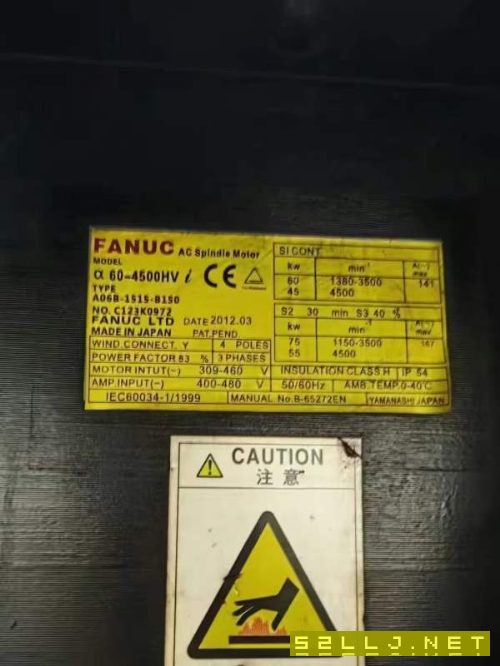 FANUC AC Spindle Motor
MODEL
α 60-4500HV i CE
TYPE
A06B-1515-B150
NO. C123K0972
FANUC LTD DATE 2012.03
MADE IN JAPAN PAT.PEND
WIND.CONNECT. Y 4 POLES
POWER FACTOR 83 % 3 PHASES
MOTOR INTUT(~) 309-460 V
AMP.INPUT(~) 400-480 V
IEC60034-1/1999
SI CONT
kw min⁻¹ A(~)
60 1380-3500 141
45 4500
S2 30 min S3 40 %
kw min⁻¹ A(~)
75 1150-3500 167
55 4500
INSULATION CLASS.H IP 54
50/60Hz AMB.TEMP.0-40℃
MANUAL No.B-65272EN YAMANASHI JAPAN
CAUTION
注意
S2LLJ.NET